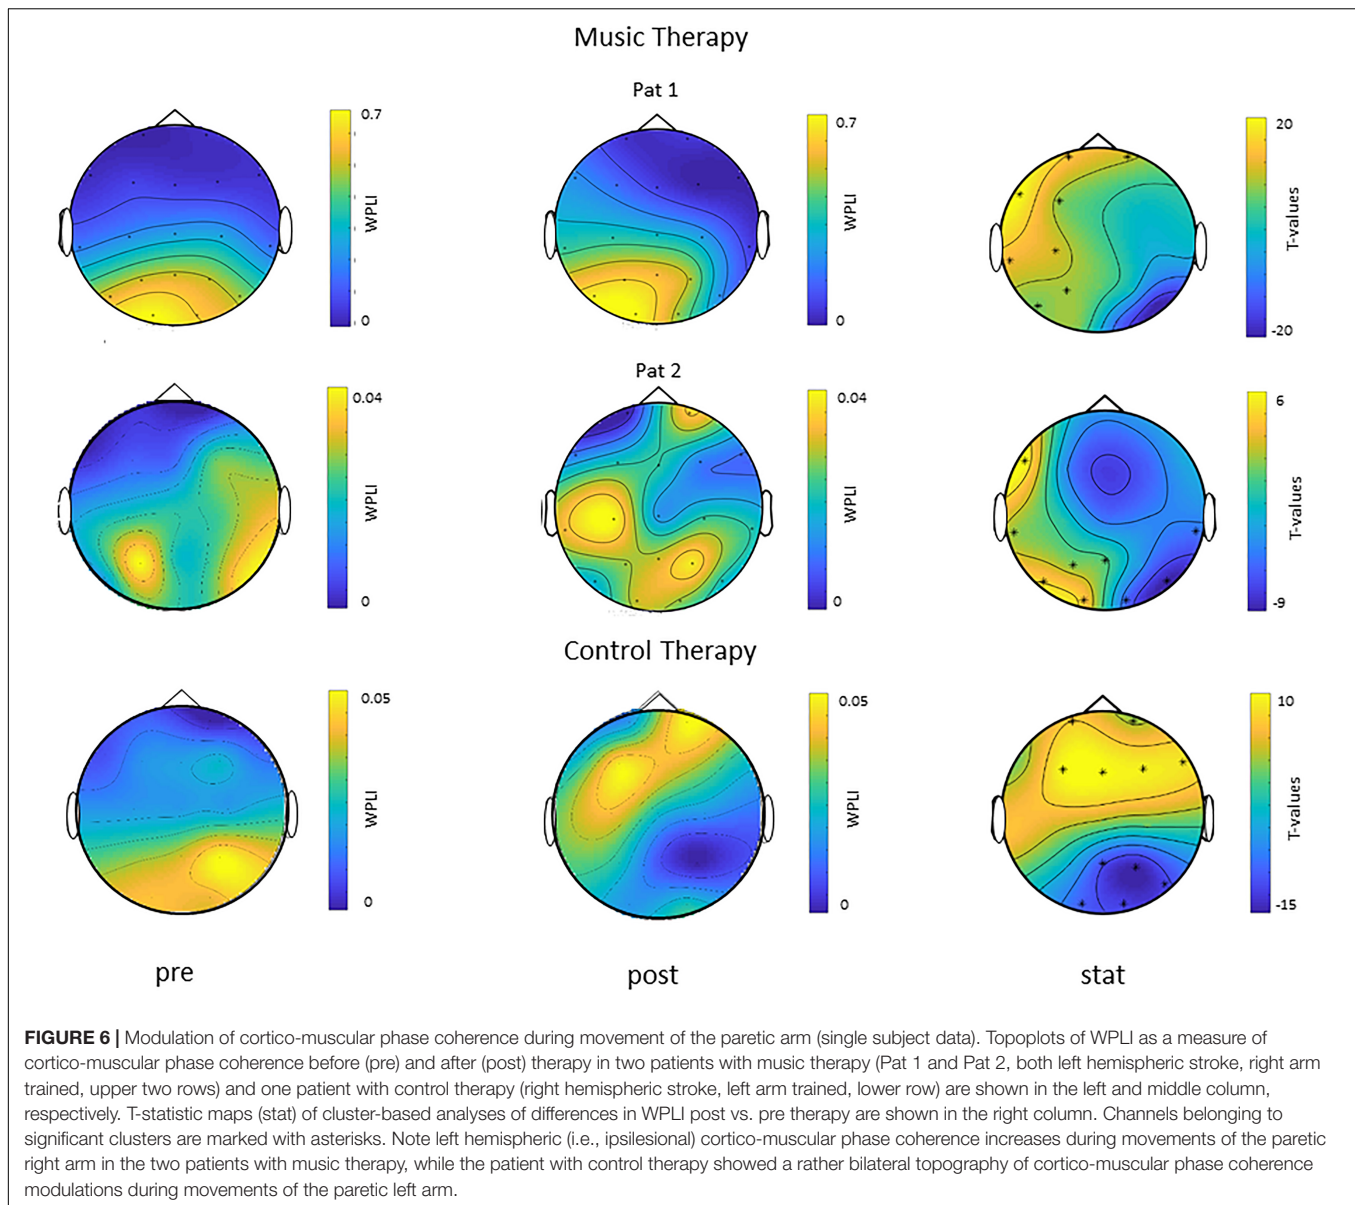 Music Therapy
Pat 1
0.7
WPLI
0
0.7
WPLI
0
20
T-values
-20
Pat 2
0.04
WPLI
0
0.04
WPLI
0
6
T-values
-9
Control Therapy
0.05
WPLI
0
0.05
WPLI
0
10
T-values
-15
pre
post
stat
FIGURE 6 | Modulation of cortico-muscular phase coherence during movement of the paretic arm (single subject data). Topoplots of WPLI as a measure of
cortico-muscular phase coherence before (pre) and after (post) therapy in two patients with music therapy (Pat 1 and Pat 2, both left hemispheric stroke, right arm
trained, upper two rows) and one patient with control therapy (right hemispheric stroke, left arm trained, lower row) are shown in the left and middle column,
respectively. T-statistic maps (stat) of cluster-based analyses of differences in WPLI post vs. pre therapy are shown in the right column. Channels belonging to
significant clusters are marked with asterisks. Note left hemispheric (i.e., ipsilesional) cortico-muscular phase coherence increases during movements of the paretic
right arm in the two patients with music therapy, while the patient with control therapy showed a rather bilateral topography of cortico-muscular phase coherence
modulations during movements of the paretic left arm.